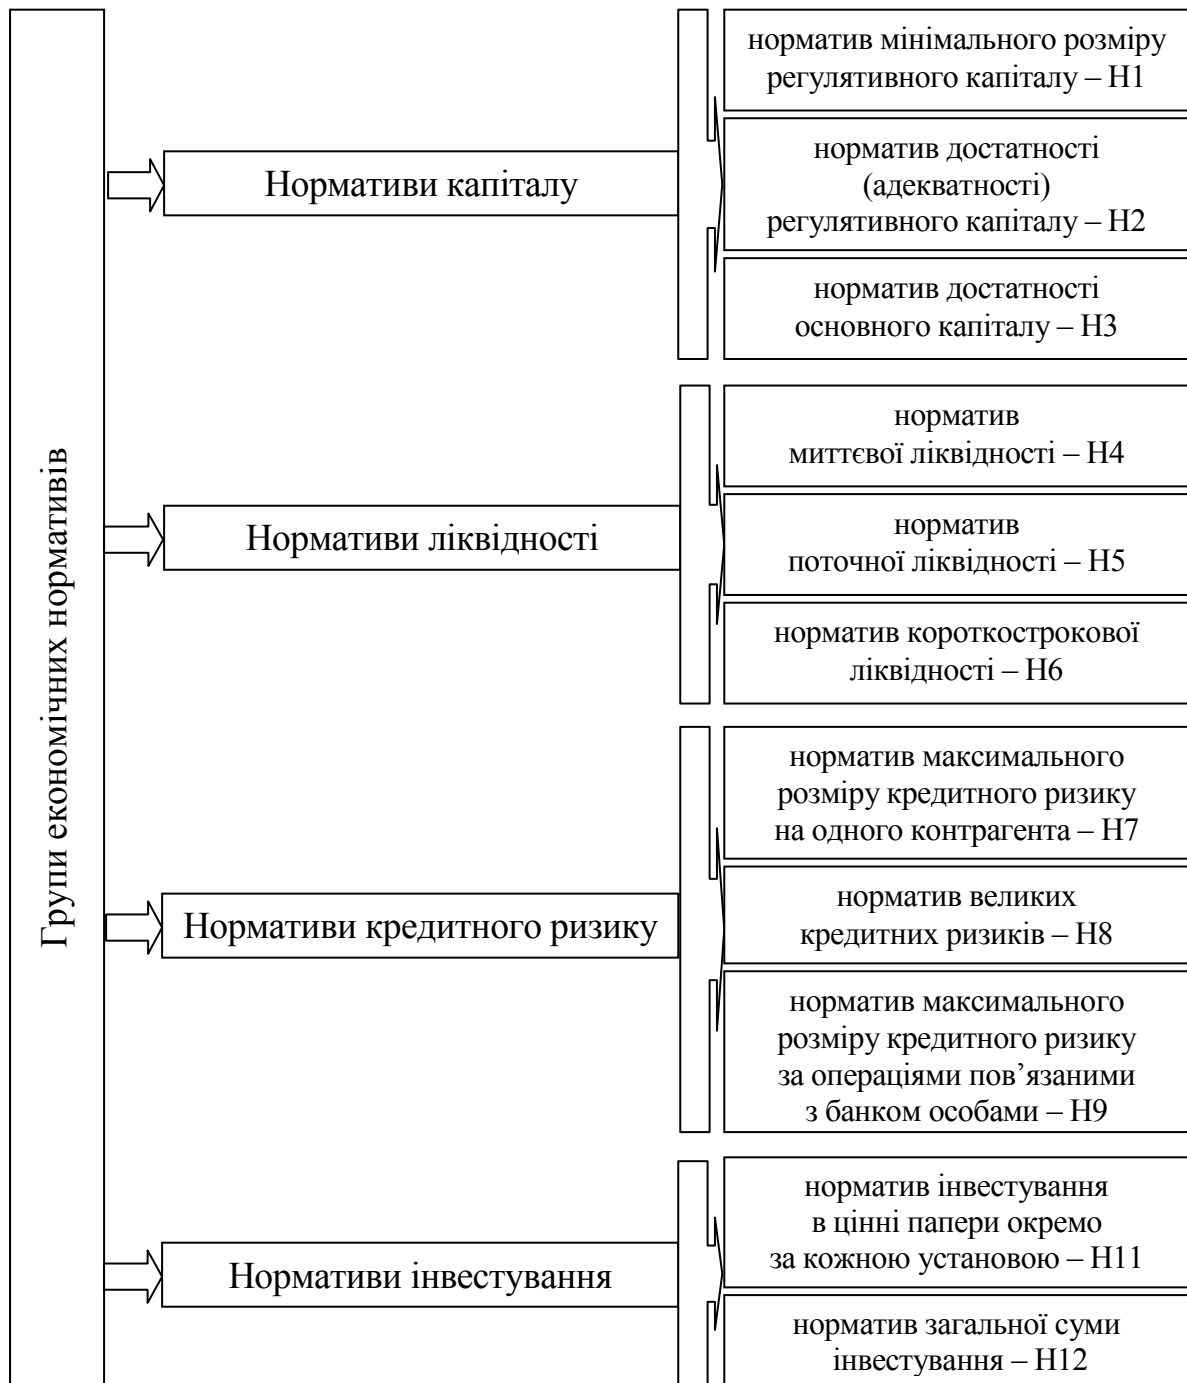 Групи економічних нормативів
Нормативи капіталу
норматив мінімального розміру
регулятивного капіталу – Н1
норматив достатності
(адекватності)
регулятивного капіталу – Н2
норматив достатності
основного капіталу – Н3
Нормативи ліквідності
норматив
миттєвої ліквідності – Н4
норматив
поточної ліквідності – Н5
норматив короткострокової
ліквідності – Н6
Нормативи кредитного ризику
норматив максимального
розміру кредитного ризику
на одного контрагента – Н7
норматив великих
кредитних ризиків – Н8
норматив максимального
розміру кредитного ризику
за операціями пов’язаними
з банком особами – Н9
Нормативи інвестування
норматив інвестування
в цінні папери окремо
за кожною установою – Н11
норматив загальної суми
інвестування – Н12